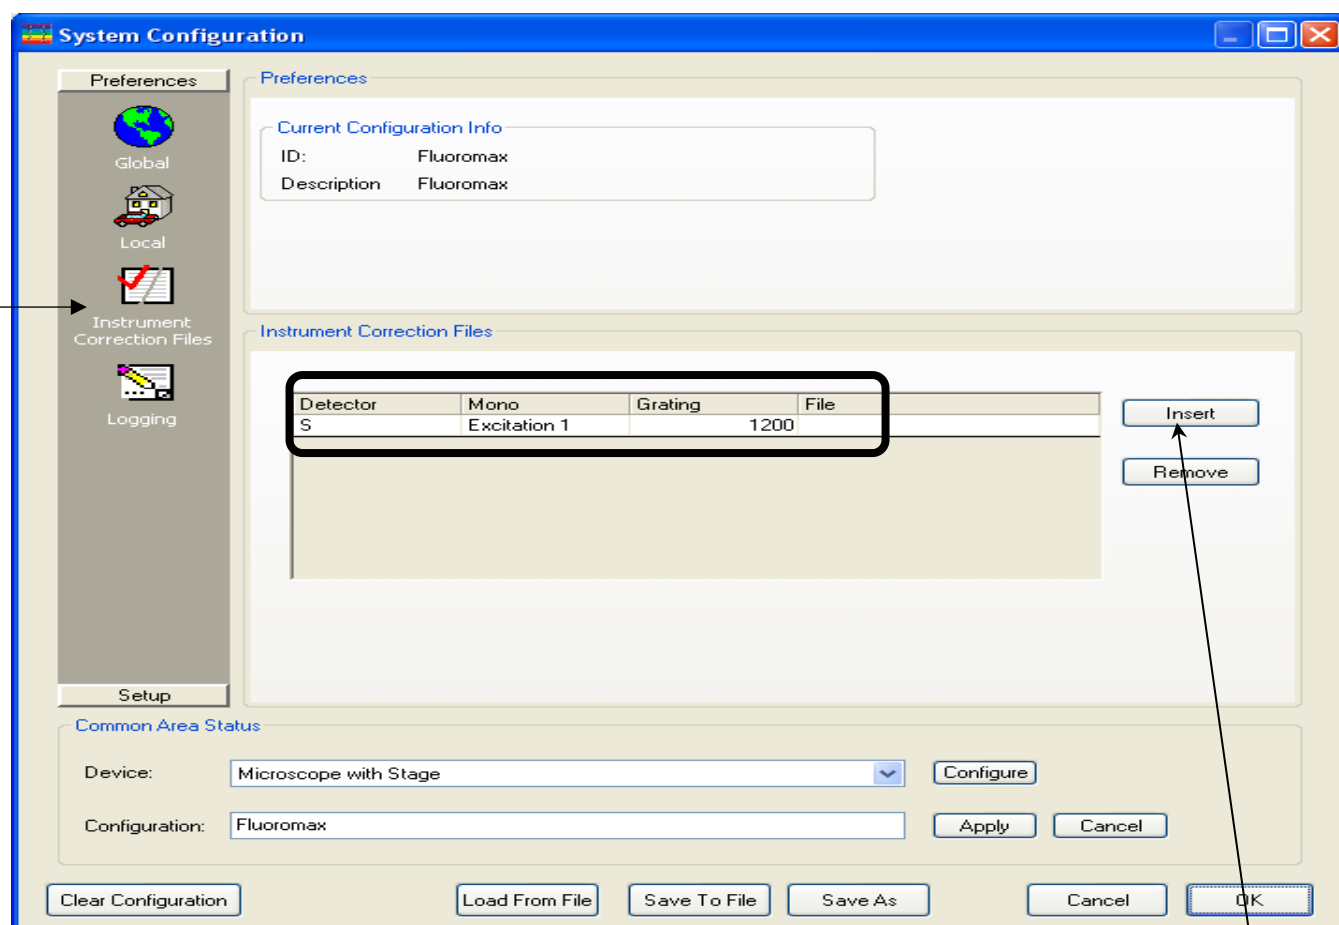 System Configuration
Preferences
Global
Local
Instrument
Correction Files
Logging
Setup
Preferences
Current Configuration Info
ID: Fluoromax
Description Fluoromax
Instrument Correction Files
Detector Mono Grating File
S Excitation 1 1200
Insert
Remove
Common Area Status
Device: Microscope with Stage Configure
Configuration: Fluoromax Apply Cancel
Clear Configuration Load From File Save To File Save As Cancel OK